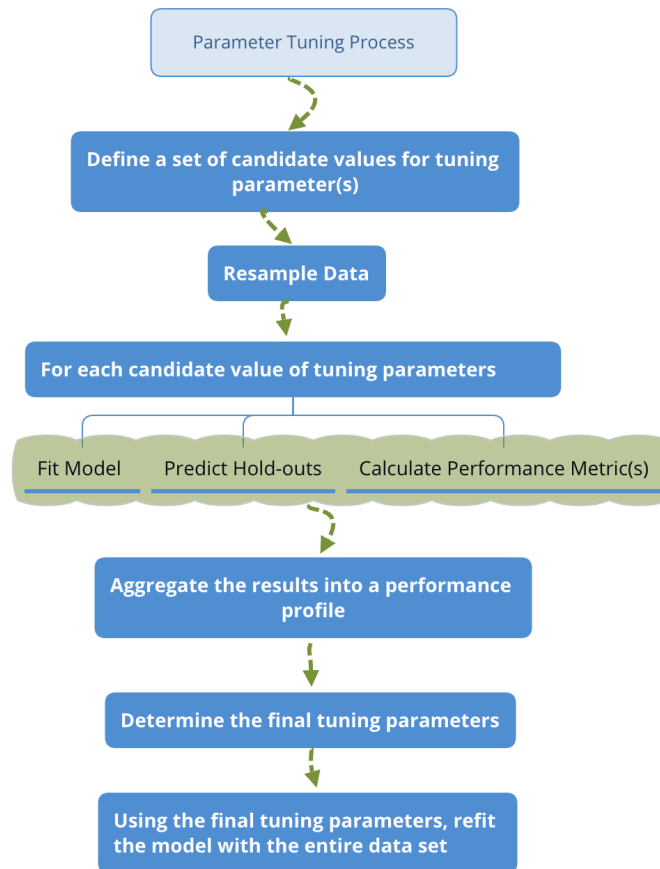 Parameter Tuning Process
Define a set of candidate values for tuning
parameter(s)
Resample Data
For each candidate value of tuning parameters
Fit Model
Predict Hold-outs
Calculate Performance Metric(s)
Aggregate the results into a performance
profile
Determine the final tuning parameters
Using the final tuning parameters, refit
the model with the entire data set